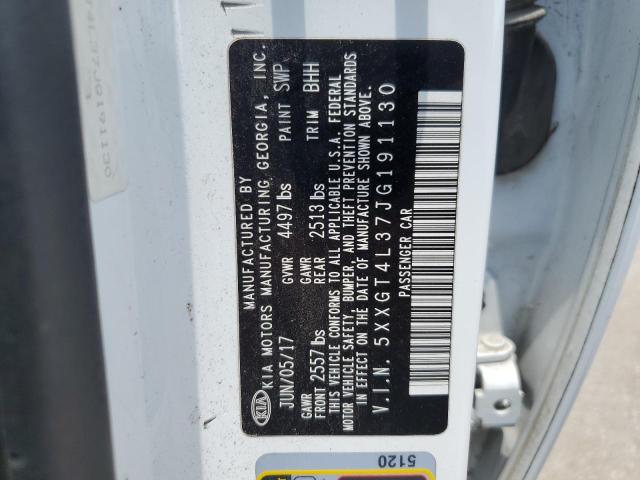 MANUFACTURED BY
KIA KIA MOTORS MANUFACTURING GEORGIA, INC.
JUN/05/17 GVWR 4497 lbs PAINT SWP
GAWR FRONT 2557 lbs GAWR REAR 2513 lbs TRIM BHH
THIS VEHICLE CONFORMS TO ALL APPLICABLE U.S.A. FEDERAL
MOTOR VEHICLE SAFETY, BUMPER, AND THEFT PREVENTION STANDARDS
IN EFFECT ON THE DATE OF MANUFACTURE SHOWN ABOVE.
V.I.N. 5XXGT4L37JG191130
PASSENGER CAR
5120